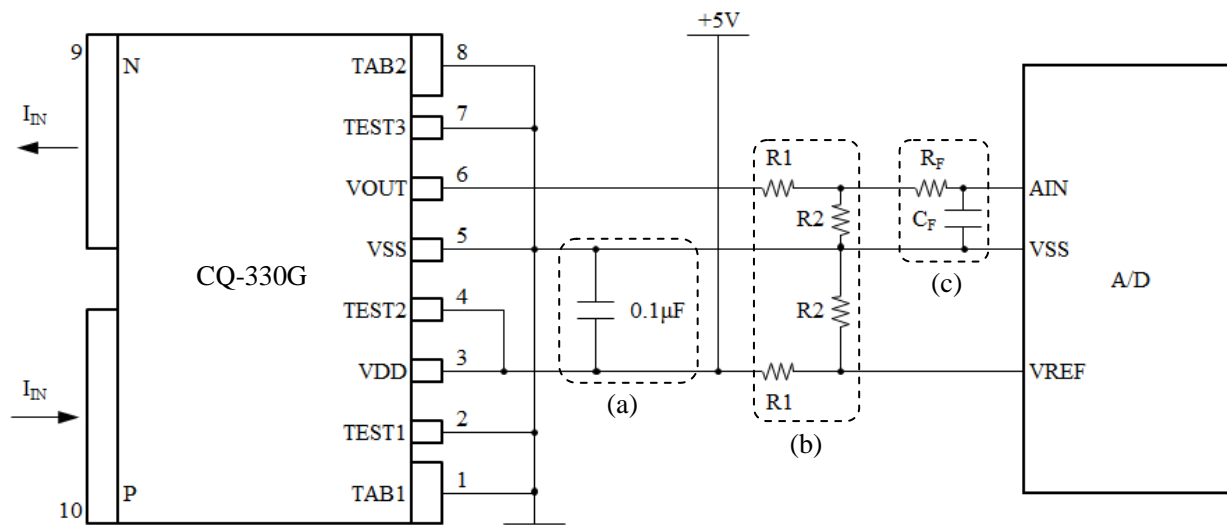 +5V
9
N
TAB2
8
I_IN
TEST3
7
VOUT
6
R1
R2
R_F
C_F
AIN
VSS
5
VSS
(c)
CQ-330G
A/D
TEST2
4
0.1μF
R2
VDD
3
R1
VREF
I_IN
(a)
(b)
TEST1
2
10
P
TAB1
1